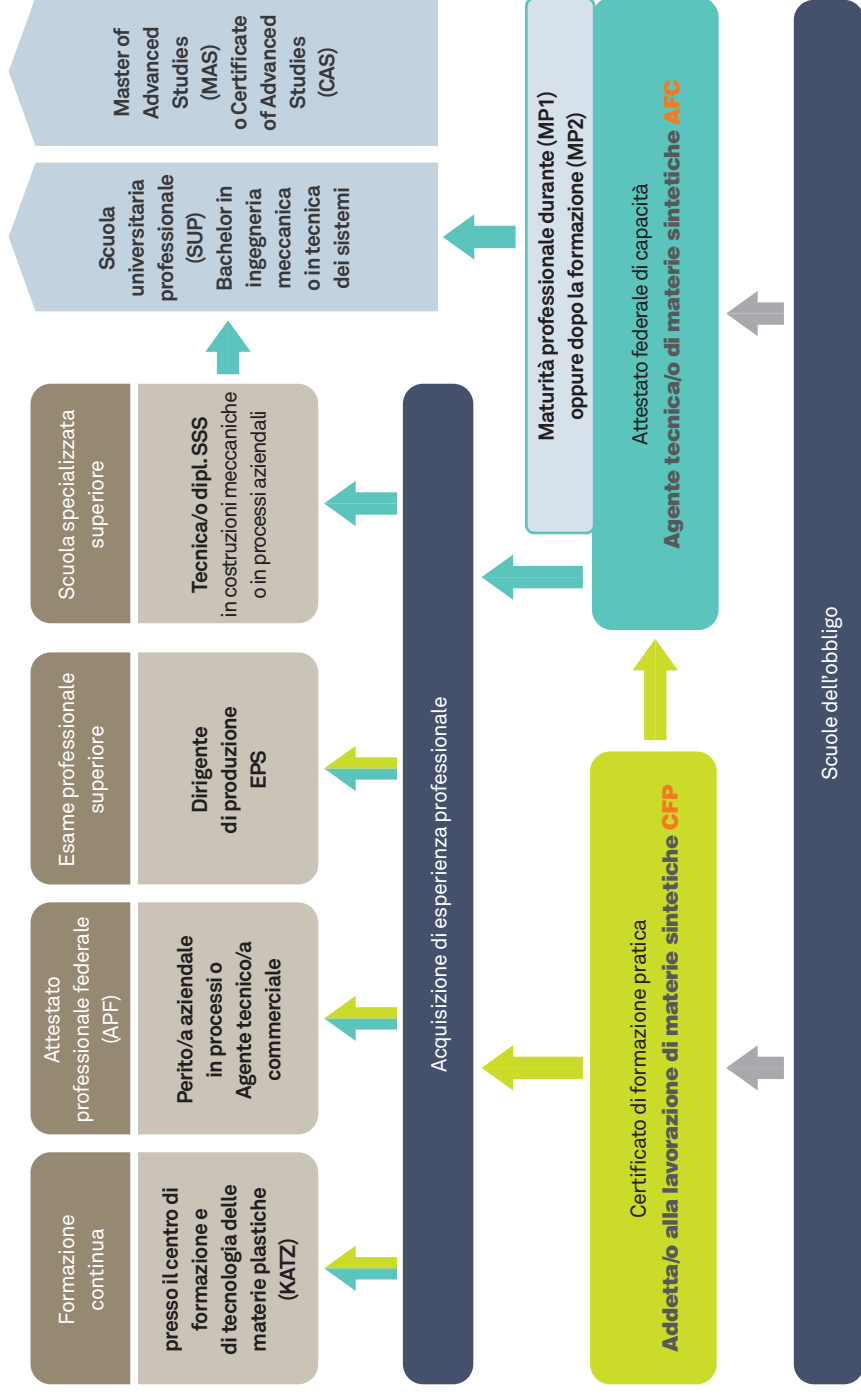 Formazione
continua
presso il centro di
formazione e
di tecnologia delle
materie plastiche
(KATZ)
Attestato
professionale federale
(APF)
Perito/a aziendale
in processi o
Agente tecnico/a
commerciale
Esame professionale
superiore
Dirigente
di produzione
EPS
Scuola specializzata
superiore
Tecnica/o dipl. SSS
in costruzioni meccaniche
o in processi aziendali
Scuola
universitaria
professionale
(SUP)
Bachelor in
ingegneria
meccanica
o in tecnica
dei sistemi
Master of
Advanced
Studies
(MAS)
o Certificate
of Advanced
Studies
(CAS)
Acquisizione di esperienza professionale
Maturità professionale durante (MP1)
oppure dopo la formazione (MP2)
Certificato di formazione pratica
Addetta/o alla lavorazione di materie sintetiche CFP
Attestato federale di capacità
Agente tecnica/o di materie sintetiche AFC
Scuole dell'obbligo